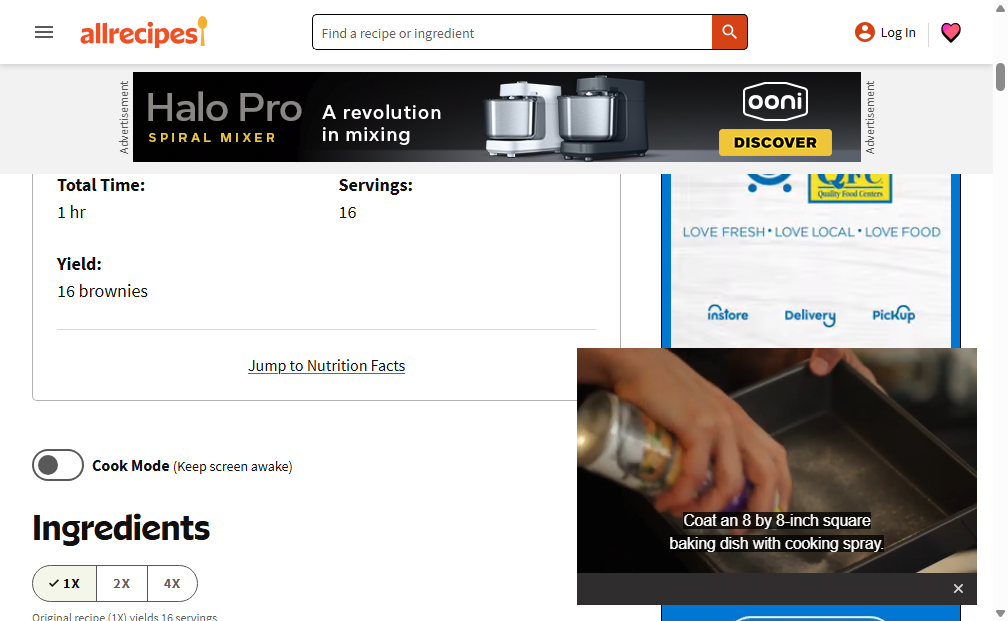 allrecipes
Find a recipe or ingredient
Log In
Advertisement
Halo Pro
SPIRAL MIXER
A revolution
in mixing
ooni
DISCOVER
Advertisement
Total Time:
1 hr
Servings:
16
Yield:
16 brownies
Jump to Nutrition Facts
QFC
Quality Food Centers
LOVE FRESH • LOVE LOCAL • LOVE FOOD
instore
Delivery
PickUp
Coat an 8 by 8-inch square
baking dish with cooking spray.
Cook Mode (Keep screen awake)
Ingredients
1X
2X
4X
Original recipe (1X) yields 16 servings